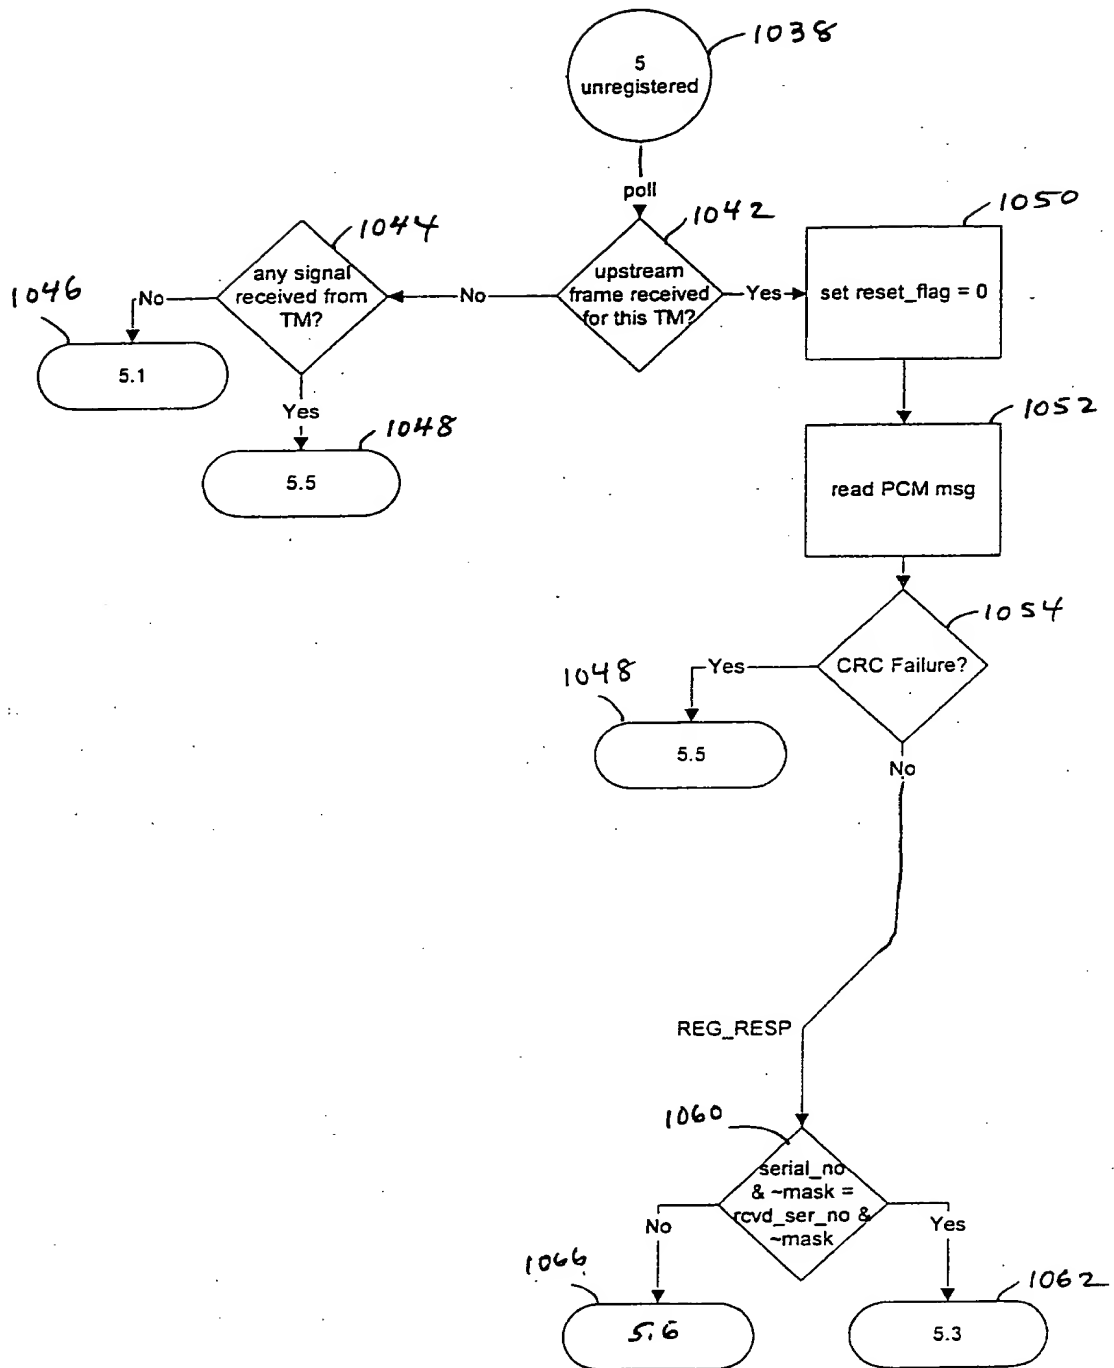 1038
5
unregistered
poll
1042
upstream
frame received
for this TM?
No
Yes
1044
any signal
received from
TM?
No
1046
5.1
Yes
1048
5.5
1050
set reset_flag = 0
1052
read PCM msg
1054
CRC Failure?
Yes
1048
5.5
No
REG_RESP
1060
serial_no
& ~mask =
rcvd_ser_no &
~mask
No
Yes
1066
5.6
1062
5.3